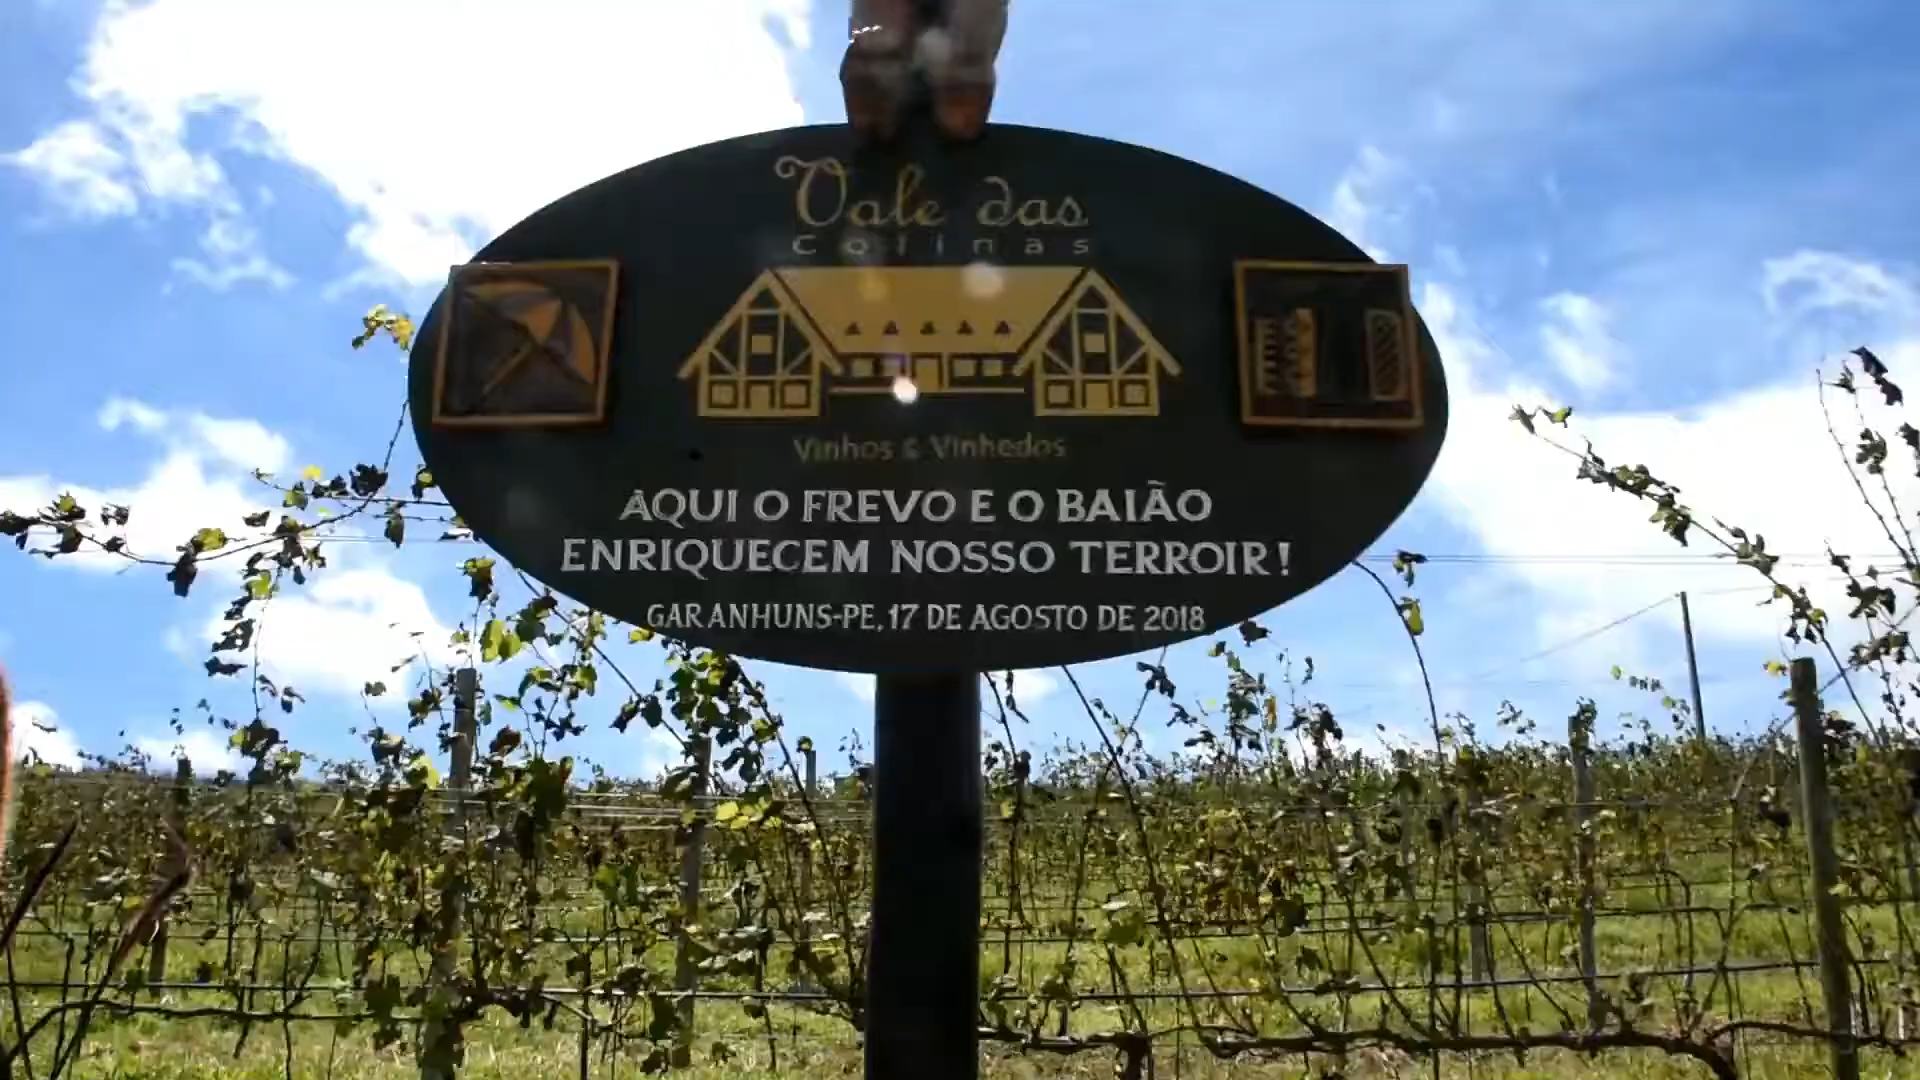 Vale das
Colinas
Vinhos & Vinhedos
AQUI O FREVO E O BAIÃO
ENRIQUECEM NOSSO TERROIR!
GARANHUNS-PE, 17 DE AGOSTO DE 2018